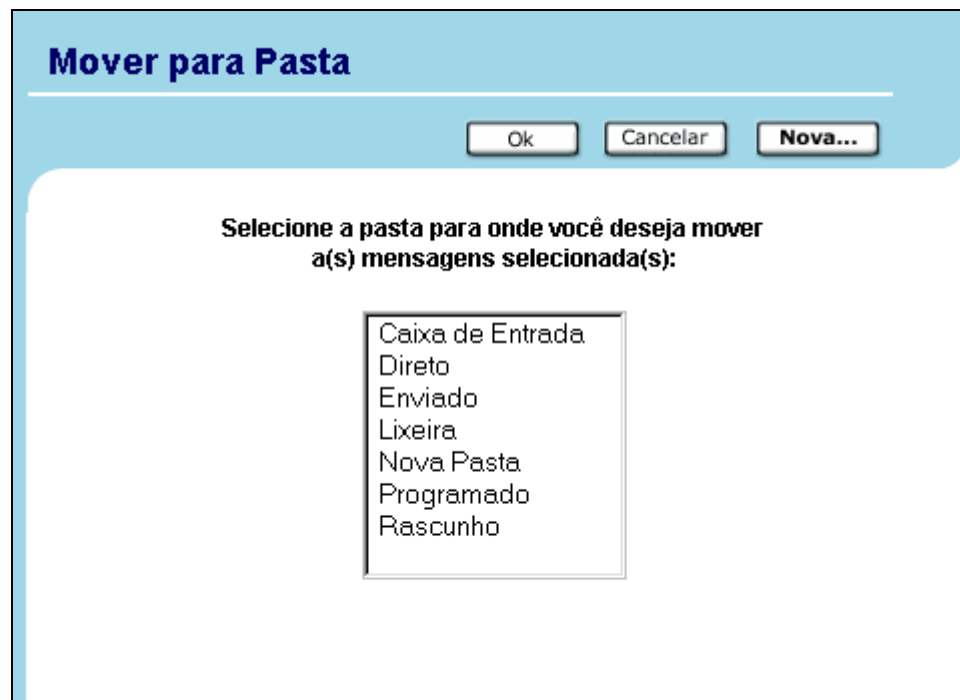 Mover para Pasta
Ok Cancelar Nova...
Selecione a pasta para onde você deseja mover
a(s) mensagens selecionada(s):
Caixa de Entrada
Direto
Enviado
Lixeira
Nova Pasta
Programado
Rascunho